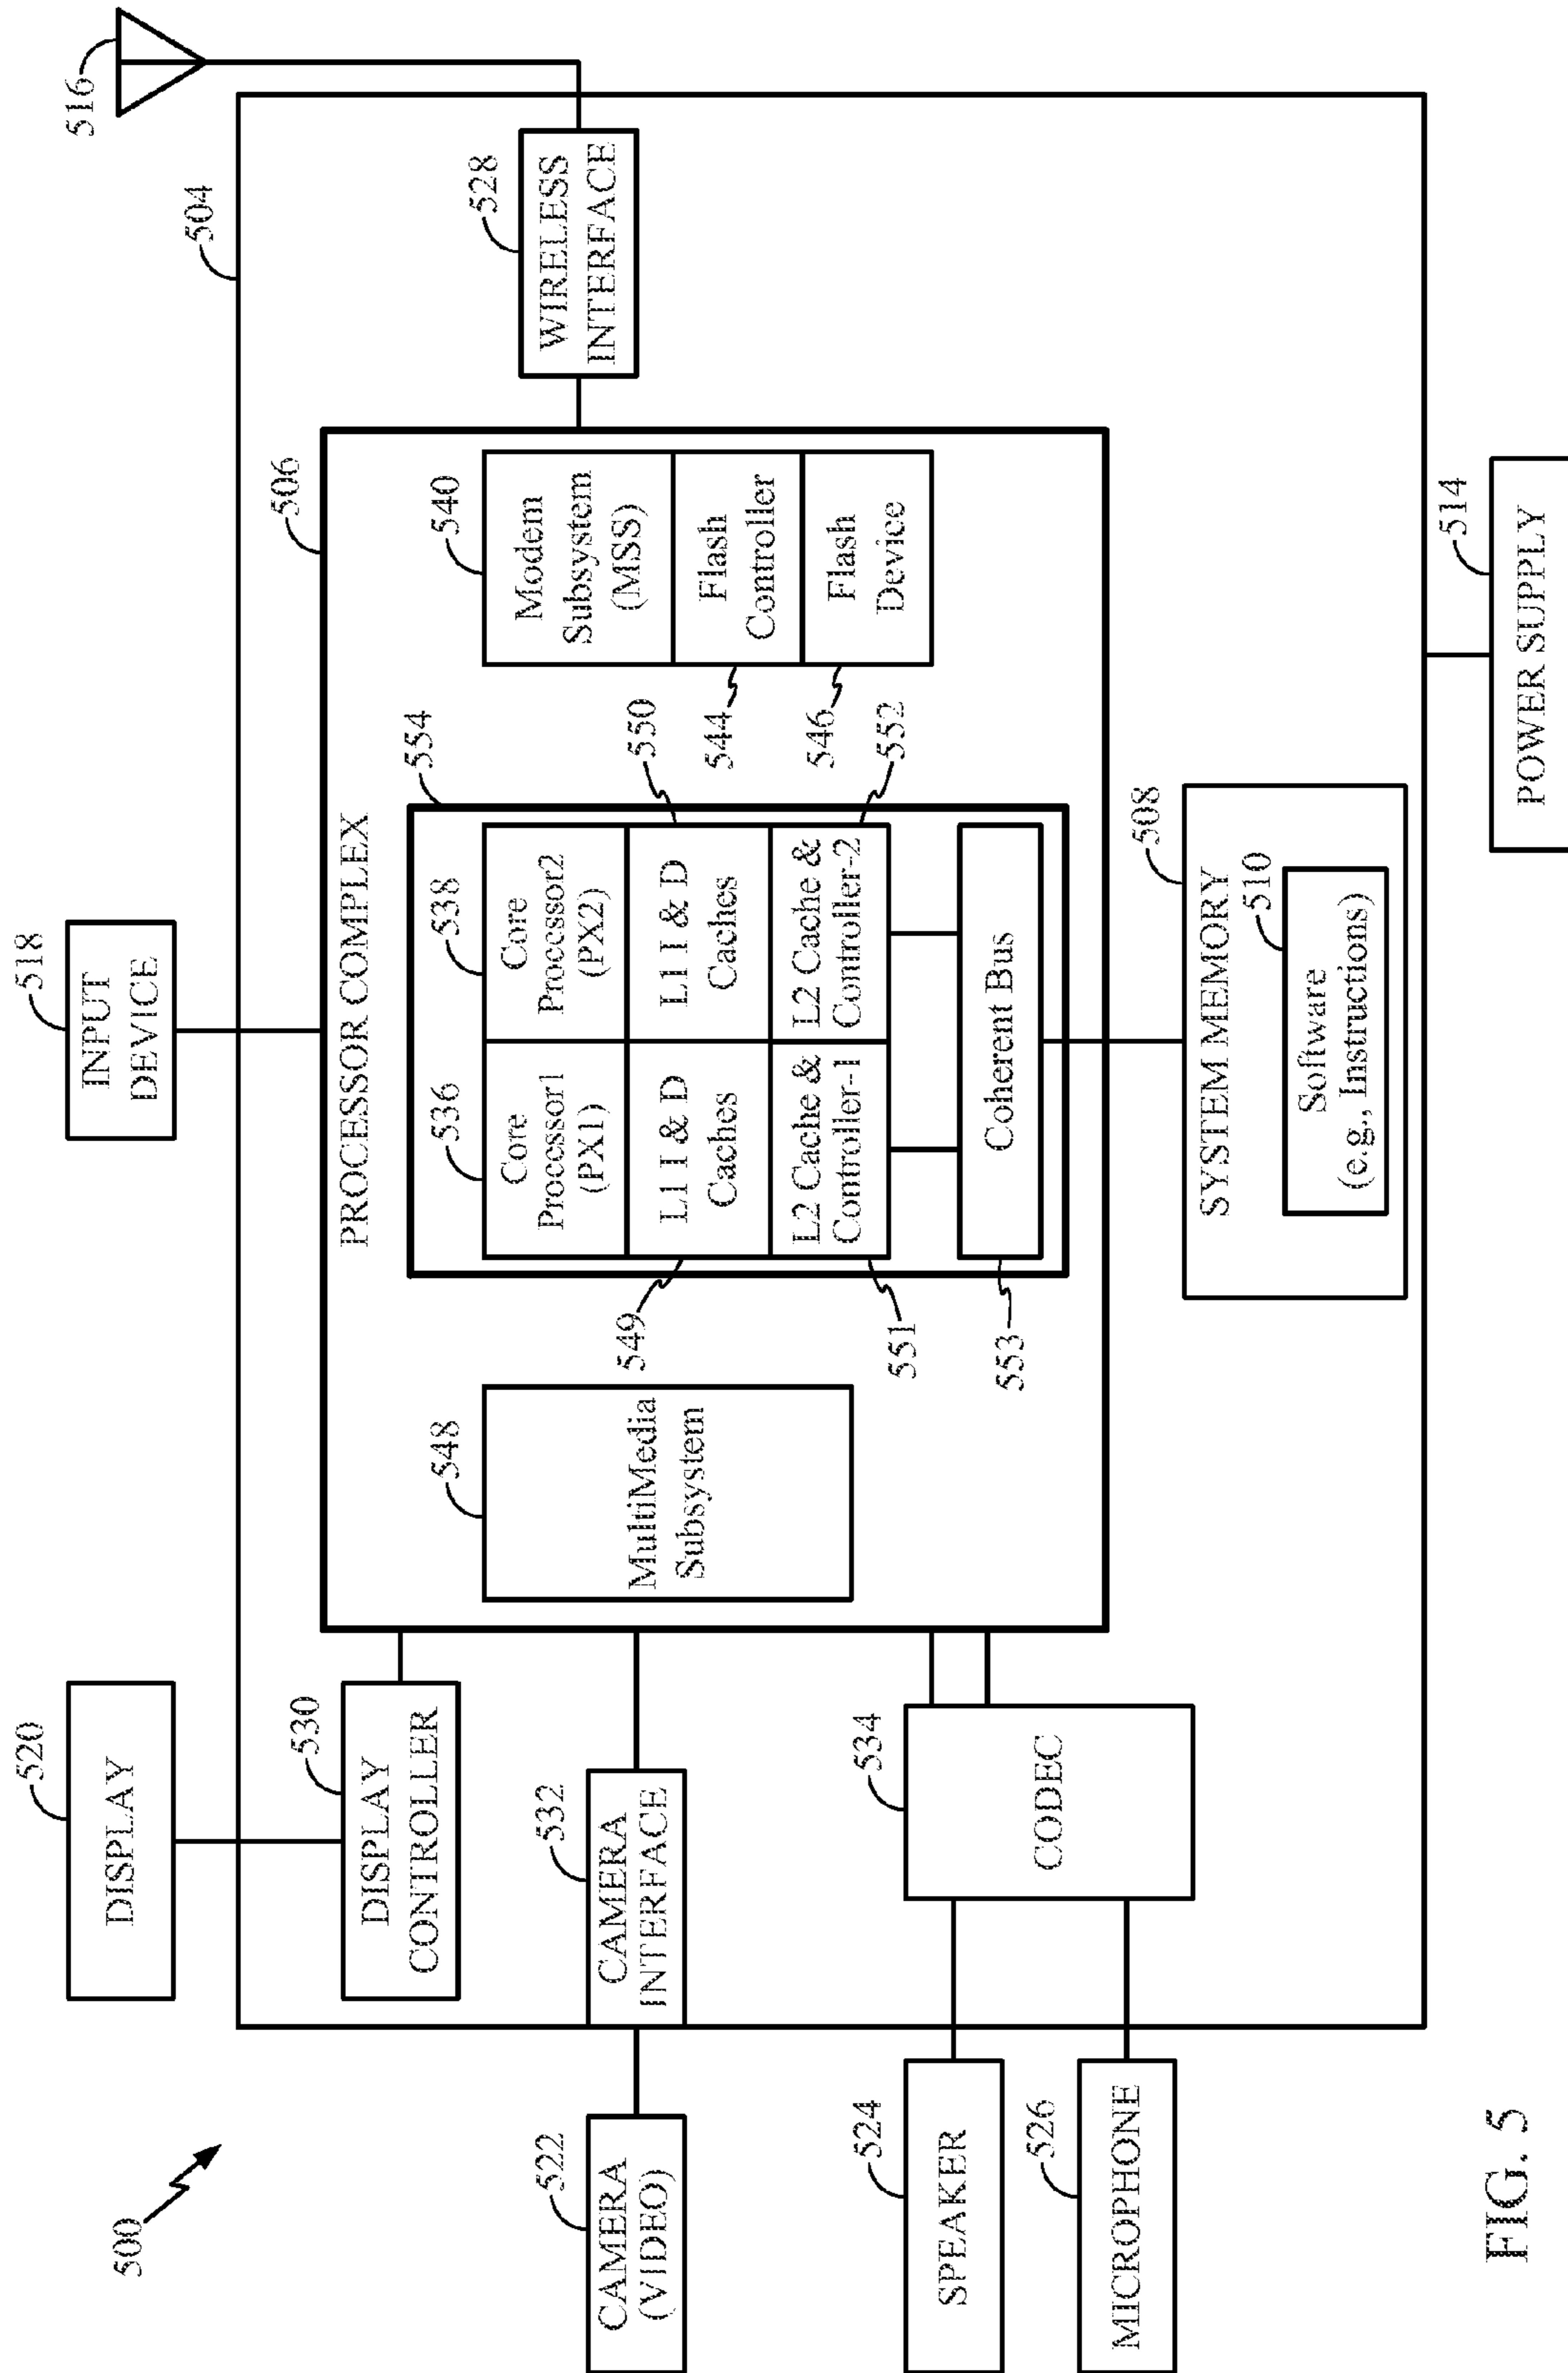 500
520
DISPLAY
518
INPUT
DEVICE
516
504
530
DISPLAY
CONTROLLER
506
PROCESSOR COMPLEX
522
CAMERA
(VIDEO)
532
CAMERA
INTERFACE
548
MultiMedia
Subsystem
554
536
Core
Processor1
(PX1)
538
Core
Processor2
(PX2)
540
Modem
Subsystem
(MSS)
528
WIRELESS
INTERFACE
549
L1 I & D
Caches
L1 I & D
Caches
550
544
Flash
Controller
551
L2 Cache &
Controller-1
L2 Cache &
Controller-2
552
546
Flash
Device
553
Coherent Bus
524
SPEAKER
534
CODEC
526
MICROPHONE
508
SYSTEM MEMORY
510
Software
(e.g., Instructions)
514
POWER SUPPLY
FIG. 5